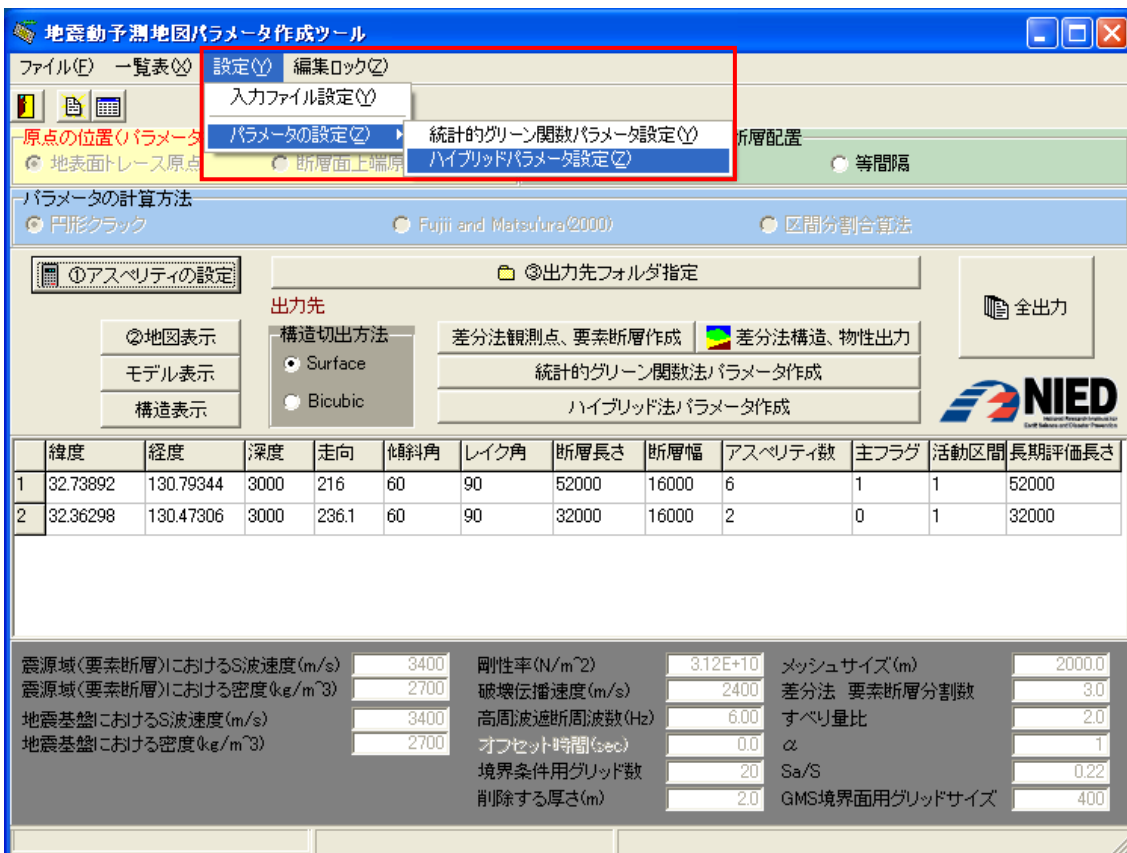 地震動予測地図パラメータ作成ツール
ファイル(F) 一覧表(X) 設定(Y) 編集ロック(Z)
入力ファイル設定(Y)
パラメータの設定(Z)
統計的グリーン関数パラメータ設定(Y)
ハイブリッドパラメータ設定(Z)
原点の位置(パラメータ
断層配置
地表面トレース原点 断層面上端原 等間隔
パラメータの計算方法
円形クラック Fujii and Matsu'ura(2000) 区間分割合算法
①アスペリティの設定 ③出力先フォルダ指定 全出力
出力先
②地図表示 構造切出方法 差分法観測点、要素断層作成 差分法構造、物性出力
モデル表示 Surface 統計的グリーン関数法パラメータ作成
構造表示 Bicubic ハイブリッド法パラメータ作成
NIED
緯度 経度 深度 走向 傾斜角 レイク角 断層長さ 断層幅 アスペリティ数 主フラグ 活動区間 長期評価長さ
1 32.73892 130.79344 3000 216 60 90 52000 16000 6 1 1 52000
2 32.36298 130.47306 3000 236.1 60 90 32000 16000 2 0 1 32000
震源域(要素断層)におけるS波速度(m/s) 3400 剛性率(N/m^2) 3.12E+10 メッシュサイズ(m) 2000.0
震源域(要素断層)における密度(kg/m^3) 2700 破壊伝播速度(m/s) 2400 差分法 要素断層分割数 3.0
地震基盤におけるS波速度(m/s) 3400 高周波遮断周波数(Hz) 6.00 すべり量比 2.0
地震基盤における密度(kg/m^3) 2700 オフセット時間(sec) 0.0 α 1
境界条件用グリッド数 20 Sa/S 0.22
削除する厚さ(m) 2.0 GMS境界面用グリッドサイズ 400